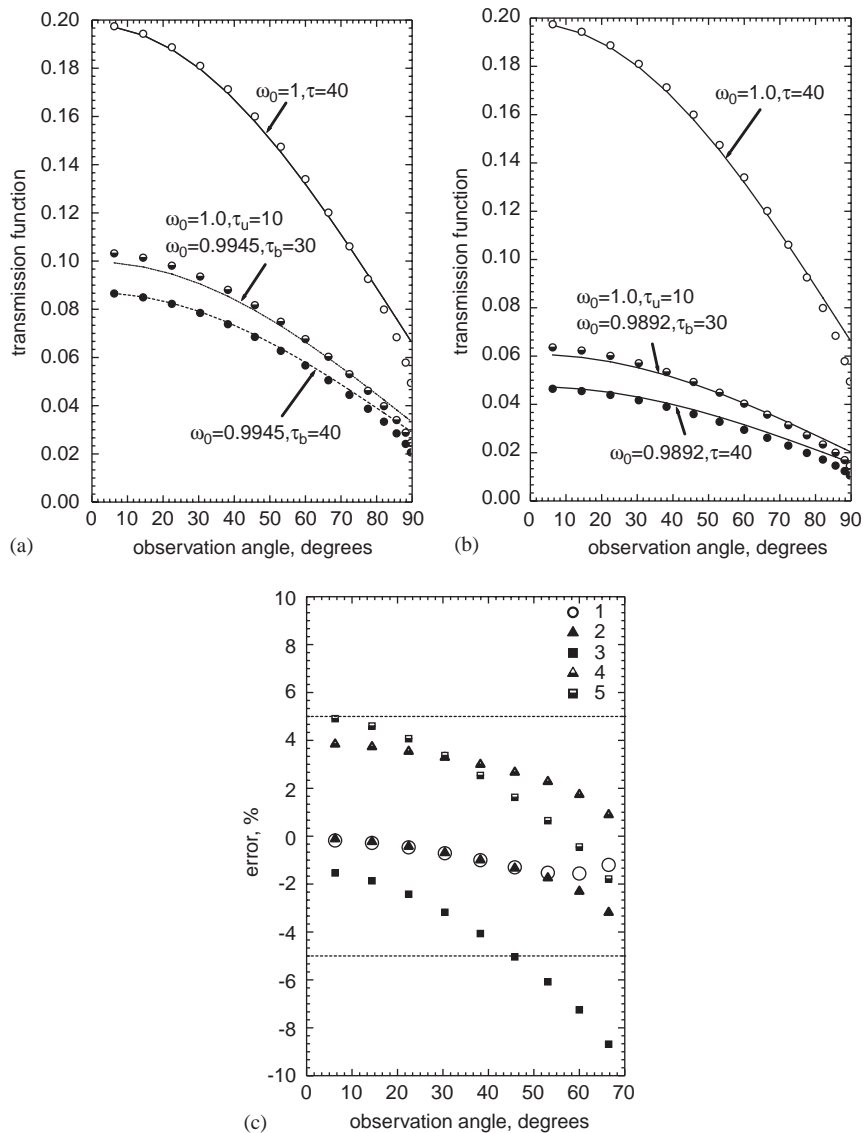 0.20
0.18
0.16
0.14
0.12
0.10
0.08
0.06
0.04
0.02
0.00
transmission function
ω₀=1,τ=40
ω₀=1.0,τᵤ=10
ω₀=0.9945,τ_b=30
ω₀=0.9945,τ_b=40
0 10 20 30 40 50 60 70 80 90
(a) observation angle, degrees
0.20
0.18
0.16
0.14
0.12
0.10
0.08
0.06
0.04
0.02
0.00
transmission function
ω₀=1.0,τ=40
ω₀=1.0,τᵤ=10
ω₀=0.9892,τ_b=30
ω₀=0.9892,τ=40
0 10 20 30 40 50 60 70 80 90
(b) observation angle, degrees
10
8
6
4
2
0
-2
-4
-6
-8
-10
error, %
1
2
3
4
5
0 10 20 30 40 50 60 70
(c) observation angle, degrees